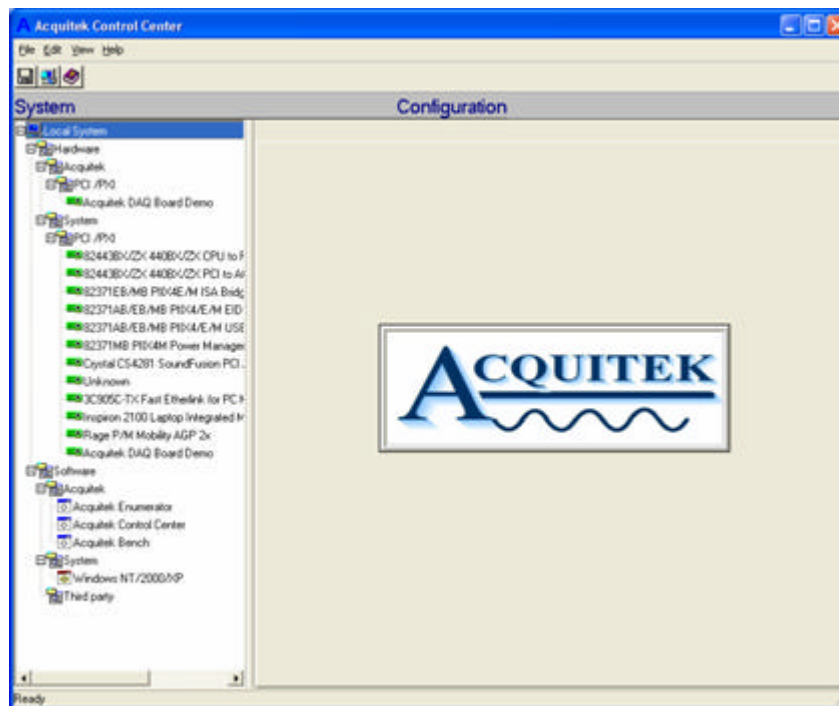 Acquitek Control Center
File Edit View Help
System Configuration
Local System
Hardware
Acquitek
PCI /PXI
Acquitek DAQ Board Demo
System
PCI /PXI
82443BX/ZX 440BX/ZX CPU to P
82443BX/ZX 440BX/ZX PCI to A
82371EB/MB PIIX4E/M ISA Bridg
82371AB/EB/MB PIIX4/E/M EID
82371AB/EB/MB PIIX4/E/M USB
82371MB PIIX4M Power Manage
Crystal CS4281 SoundFusion PCI
Unknown
3C905C-TX Fast Etherlink for PC
Inspiron 2100 Laptop Integrated
Rage P/M Mobility AGP 2x
Acquitek DAQ Board Demo
Software
Acquitek
Acquitek Enumerator
Acquitek Control Center
Acquitek Bench
System
Windows NT/2000/XP
Third party
ACQUITEK
Ready